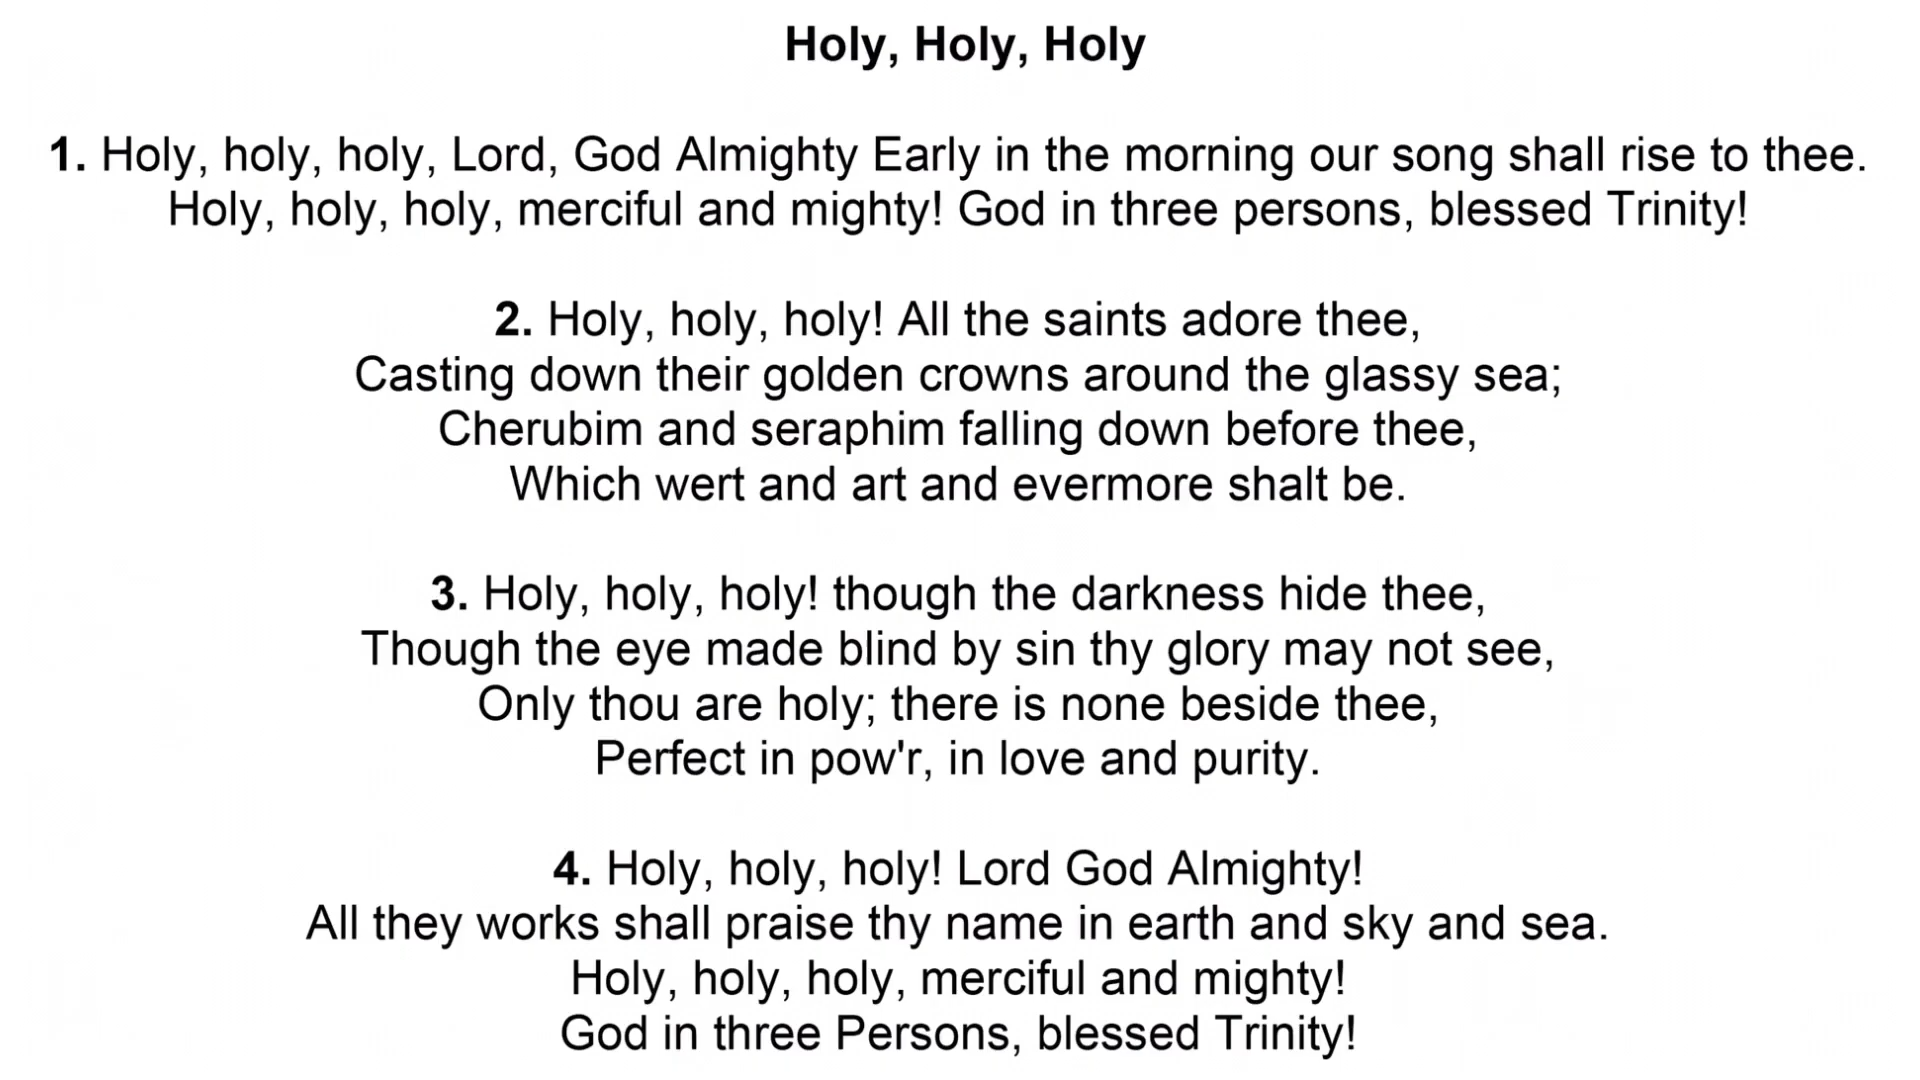 Holy, Holy, Holy
1. Holy, holy, holy, Lord, God Almighty Early in the morning our song shall rise to thee.
Holy, holy, holy, merciful and mighty! God in three persons, blessed Trinity!
2. Holy, holy, holy! All the saints adore thee,
Casting down their golden crowns around the glassy sea;
Cherubim and seraphim falling down before thee,
Which wert and art and evermore shalt be.
3. Holy, holy, holy! though the darkness hide thee,
Though the eye made blind by sin thy glory may not see,
Only thou are holy; there is none beside thee,
Perfect in pow'r, in love and purity.
4. Holy, holy, holy! Lord God Almighty!
All they works shall praise thy name in earth and sky and sea.
Holy, holy, holy, merciful and mighty!
God in three Persons, blessed Trinity!